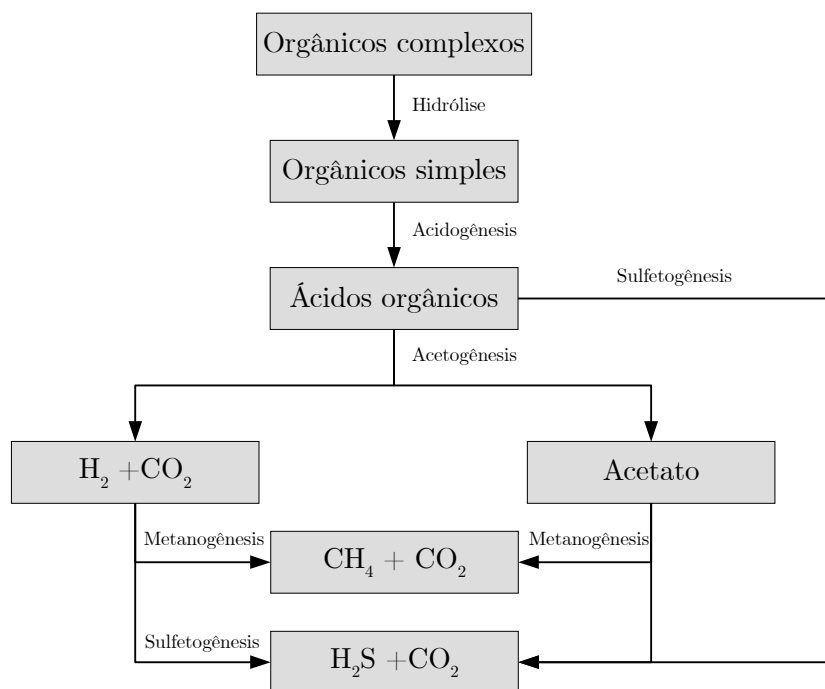 Orgânicos complexos
Hidrólise
Orgânicos simples
Acidogênesis
Ácidos orgânicos
Sulfetogênesis
Acetogênesis
H₂ +CO₂
Acetato
Metanogênesis
Metanogênesis
CH₄ + CO₂
Sulfetogênesis
H₂S +CO₂